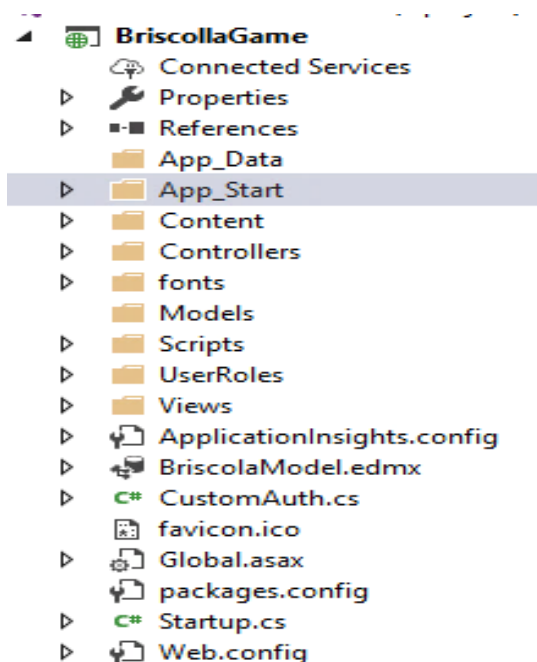 BriscollaGame
Connected Services
Properties
References
App_Data
App_Start
Content
Controllers
fonts
Models
Scripts
UserRoles
Views
ApplicationInsights.config
BriscolaModel.edmx
C# CustomAuth.cs
favicon.ico
Global.asax
packages.config
C# Startup.cs
Web.config